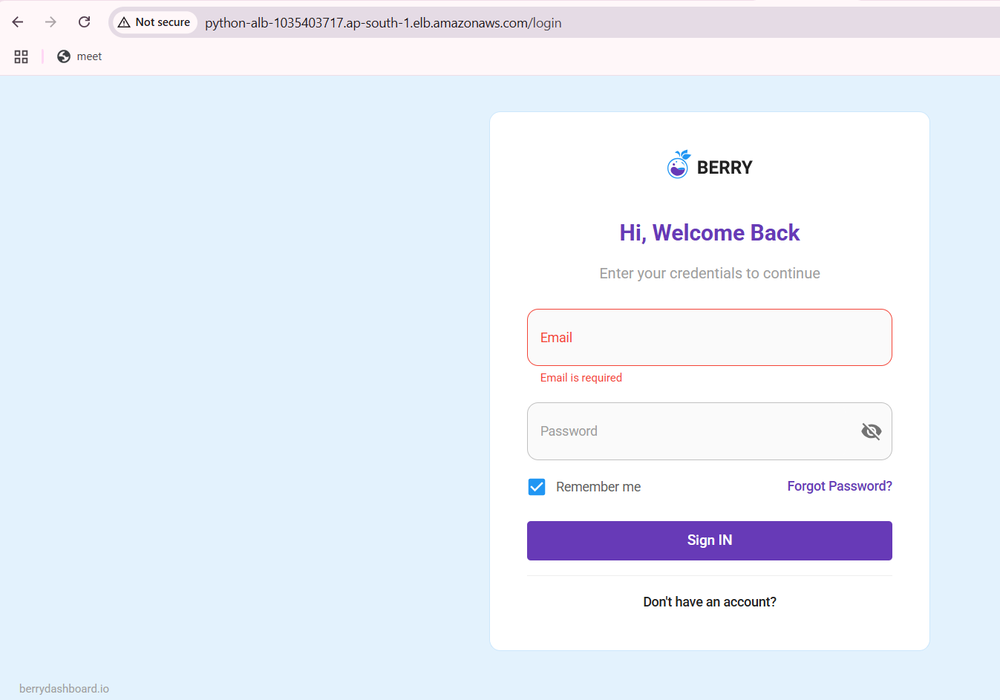 Not secure python-alb-1035403717.ap-south-1.elb.amazonaws.com/login
meet
BERRY
Hi, Welcome Back
Enter your credentials to continue
Email
Email is required
Password
Remember me Forgot Password?
Sign IN
Don't have an account?
berrydashboard.io